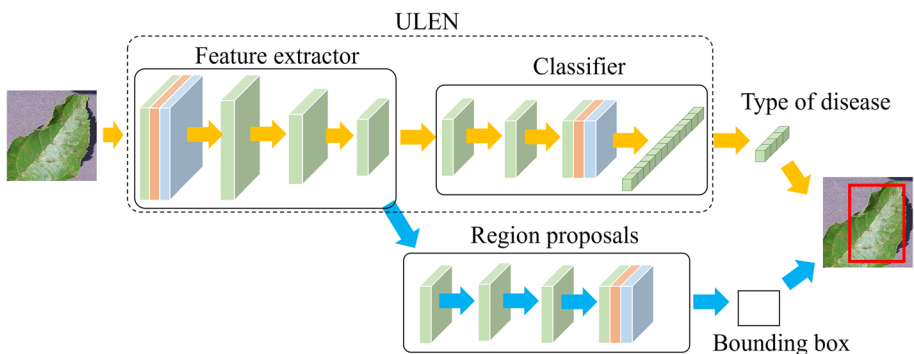 ULEN
Feature extractor
Classifier
Type of disease
Region proposals
Bounding box